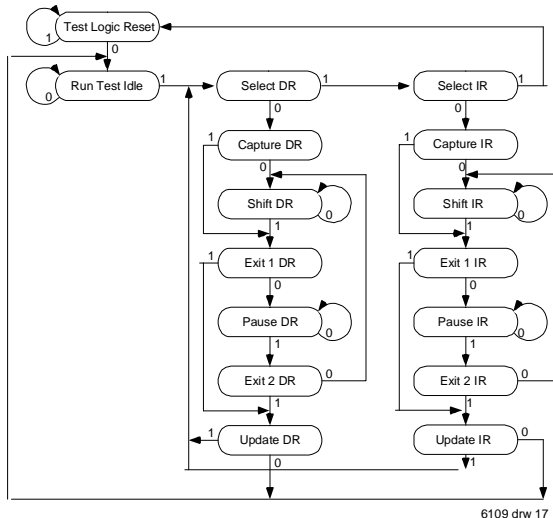 Test Logic Reset
1
0
Run Test Idle
0
1
Select DR
1
0
Select IR
1
0
Capture DR
1
0
Capture IR
1
0
Shift DR
0
1
Shift IR
0
1
Exit 1 DR
1
0
Exit 1 IR
1
0
Pause DR
0
1
Pause IR
0
1
Exit 2 DR
0
1
Exit 2 IR
0
1
Update DR
1
0
Update IR
0
1
6109 drw 17